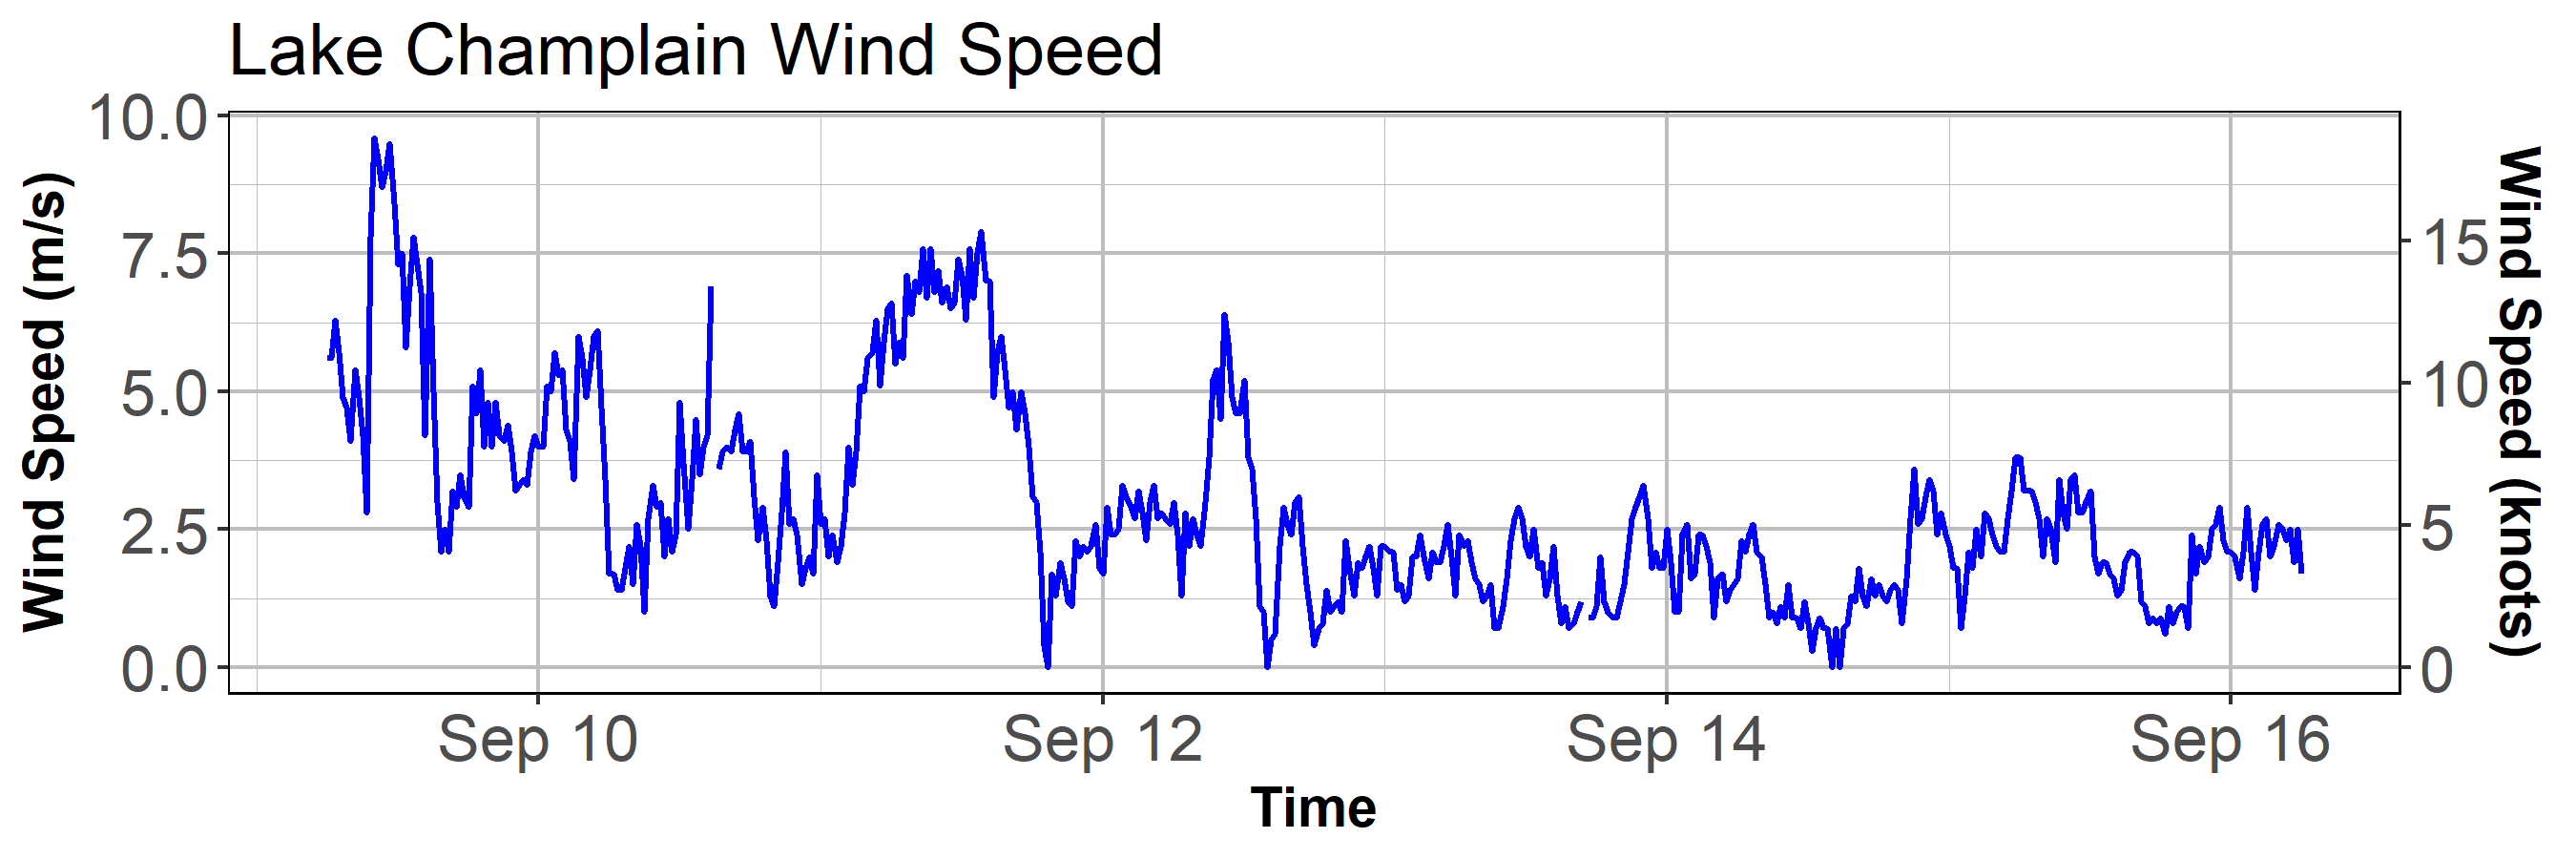 Lake Champlain Wind Speed
Wind Speed (m/s)
10.0
7.5
5.0
2.5
0.0
15
10
5
0
Wind Speed (knots)
Sep 10
Sep 12
Sep 14
Sep 16
Time